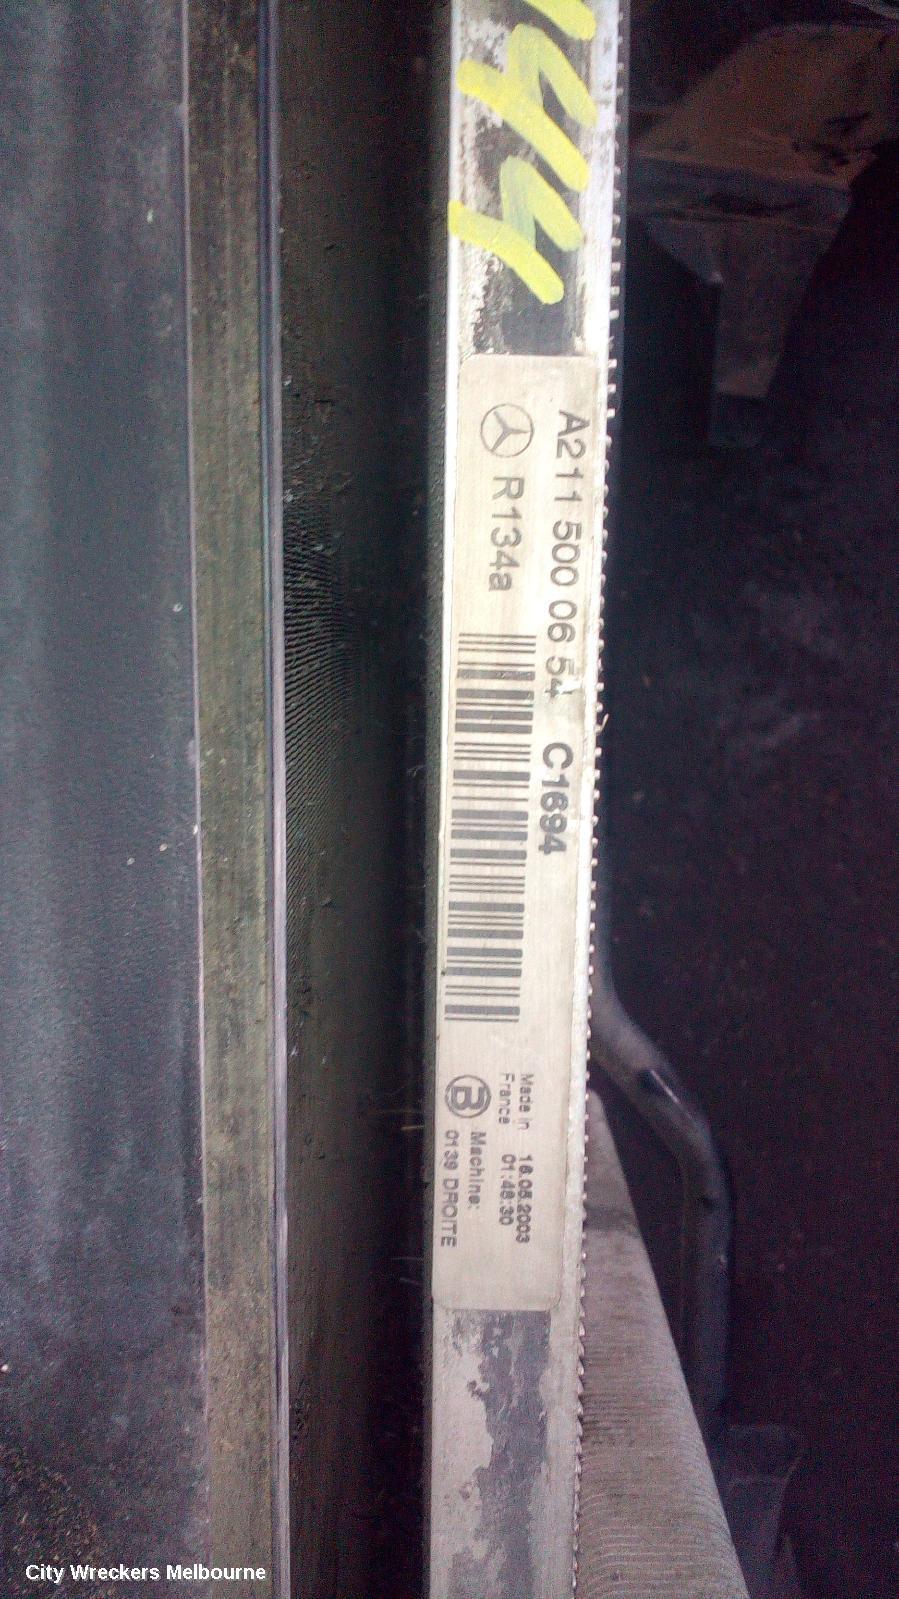 44
A211 500 06 54 C1694
R134a
Made in 16.05.2003
France 01:48:30
B Machine:
0139 DROITE
City Wreckers Melbourne